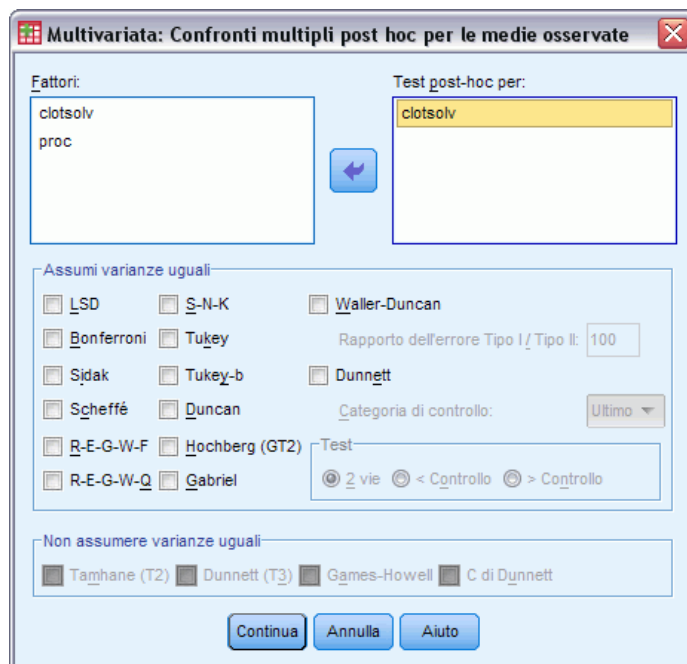 Multivariata: Confronti multipli post hoc per le medie osservate
Fattori:
clotsolv
proc
Test post-hoc per:
clotsolv
Assumi varianze uguali
LSD S-N-K Waller-Duncan
Bonferroni Tukey Rapporto dell'errore Tipo I / Tipo II: 100
Sidak Tukey-b Dunnett
Scheffé Duncan Categoria di controllo: Ultimo
R-E-G-W-F Hochberg (GT2) Test
R-E-G-W-Q Gabriel 2 vie < Controllo > Controllo
Non assumere varianze uguali
Tamhane (T2) Dunnett (T3) Games-Howell C di Dunnett
Continua Annulla Aiuto